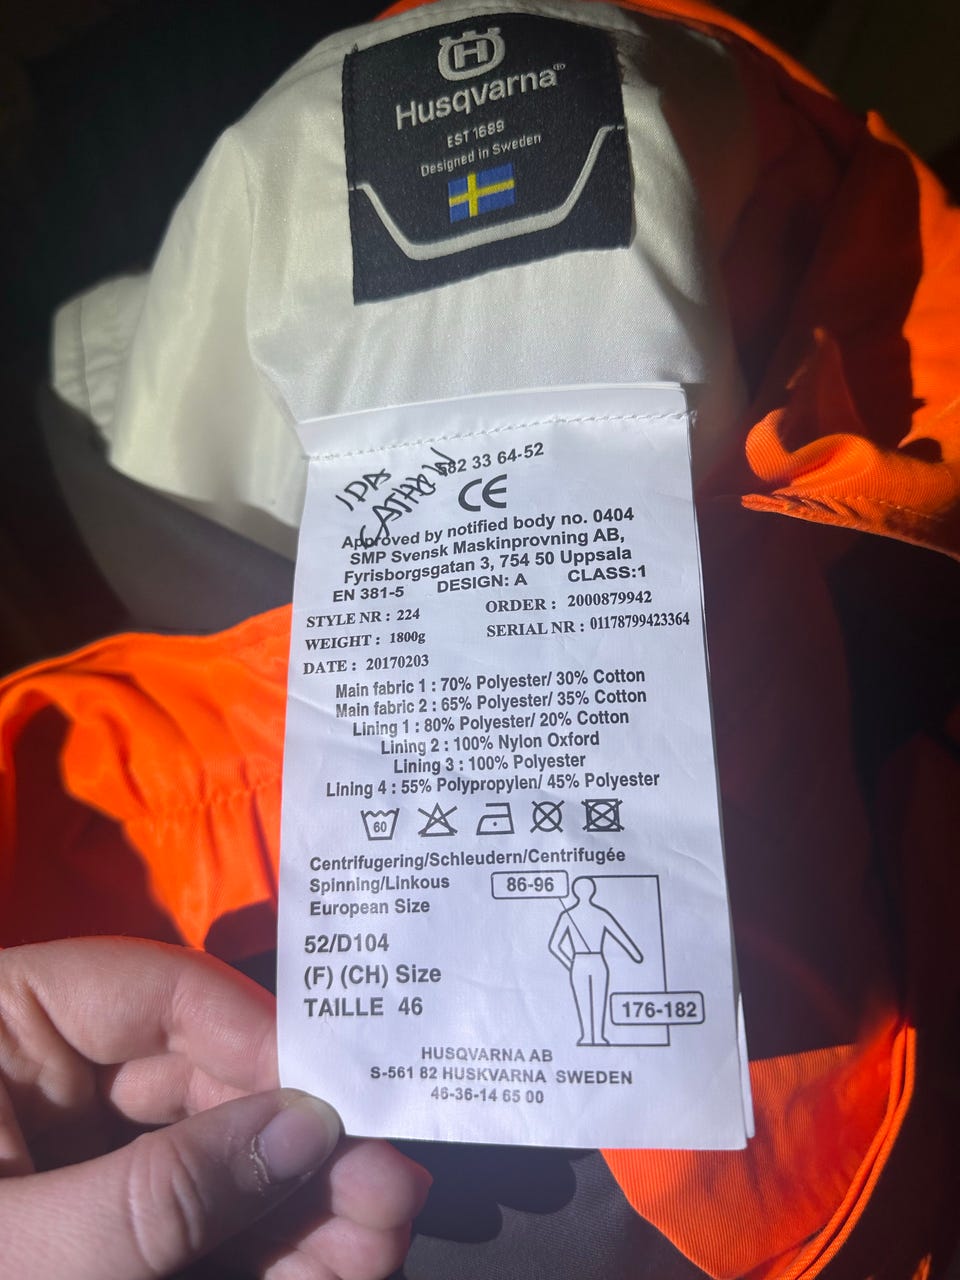 H
Husqvarna®
EST 1689
Designed in Sweden
582 33 64-52
IDA
CE
Approved by notified body no. 0404
SMP Svensk Maskinprovning AB,
Fyrisborgsgatan 3, 754 50 Uppsala
EN 381-5 DESIGN: A CLASS:1
STYLE NR : 224 ORDER : 2000879942
WEIGHT : 1800g SERIAL NR : 01178799423364
DATE : 20170203
Main fabric 1 : 70% Polyester/ 30% Cotton
Main fabric 2 : 65% Polyester/ 35% Cotton
Lining 1 : 80% Polyester/ 20% Cotton
Lining 2 : 100% Nylon Oxford
Lining 3 : 100% Polyester
Lining 4 : 55% Polypropylen/ 45% Polyester
60
Centrifugering/Schleudern/Centrifugée
Spinning/Linkous
European Size
86-96
52/D104
(F) (CH) Size
TAILLE 46
176-182
HUSQVARNA AB
S-561 82 HUSKVARNA SWEDEN
46-36-14 65 00